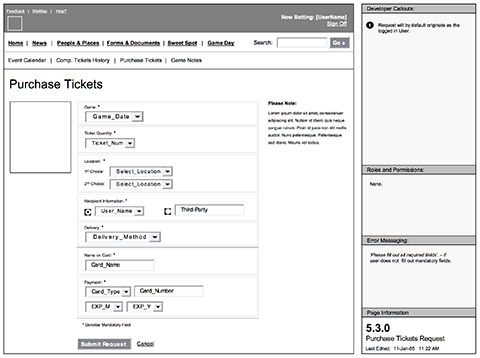 Feedback | SiteMap | Help?
Now Batting: [UserName]
Sign Off
Home | News | People & Places | Forms & Documents | Sweet Spot | Game Day
Search: Go »
Event Calendar | Comp. Tickets History | Purchase Tickets | Game Notes
Purchase Tickets
Game: *
Game_Date
Ticket Quantity: *
Ticket_Num
Location: *
1st Choice: Select_Location
2nd Choice: Select_Location
Recipient Information: *
User_Name Third-Party
Delivery: *
Delivery_Method
Name on Card: *
Card_Name
Payment: *
Card_Type Card_Number
EXP_M EXP_Y
* Denotes Mandatory Field
Submit Request Cancel
Please Note:
Lorem ipsum dolor sit amet, consectetuer
adipiscing elit. Nulam id libero quis neque
congue rutrum. Proin id justo non elit mollis
auctor. Nunc pellentesque. Pellentesque
sed libero. Mauris vel lectus.
Developer Callouts:
1 Request will by default originate as the
logged in User.
Roles and Permissions:
None.
Error Messaging:
"Please fill out all required fields". – if
user does not fill out mandatory fields.
Page Information
5.3.0
Purchase Tickets Request
Last Edited: 11-Jan-05 11:22 AM